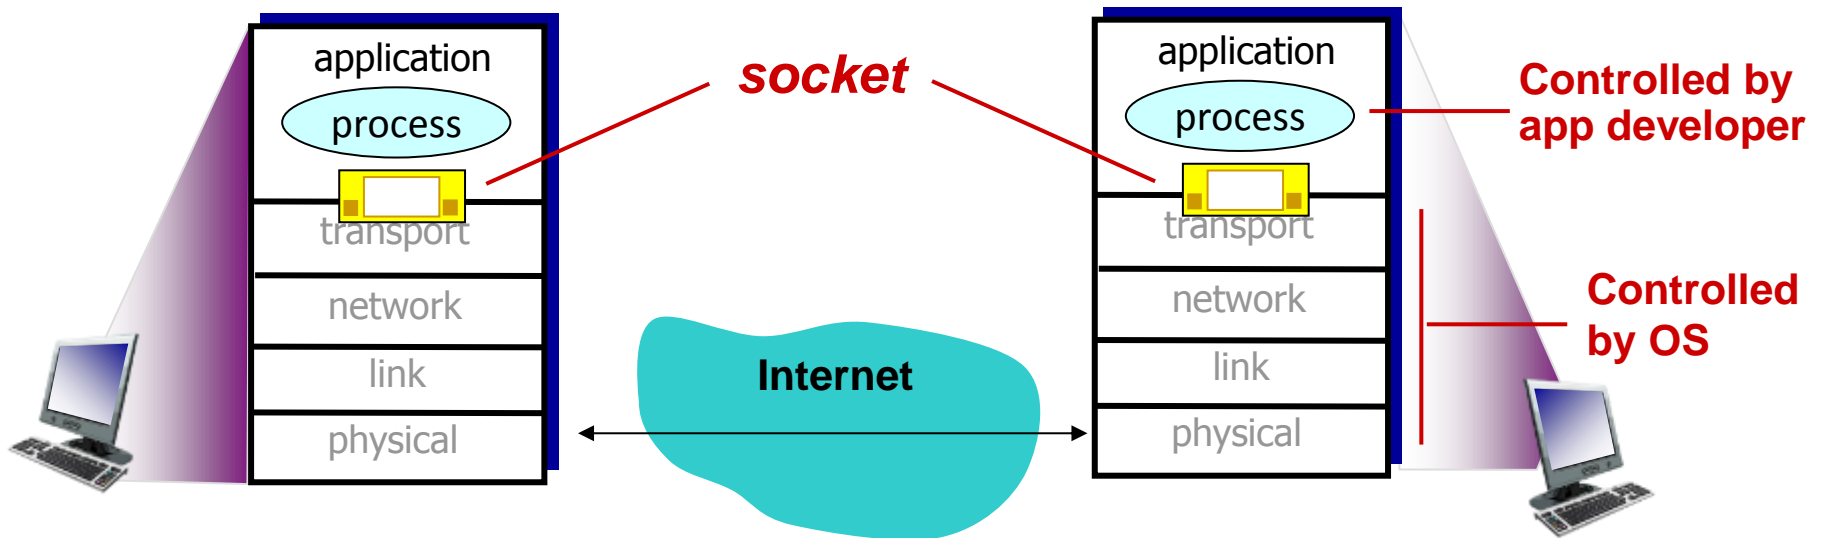 application
process
transport
network
link
physical
socket
Internet
application
process
transport
network
link
physical
Controlled by
app developer
Controlled
by OS